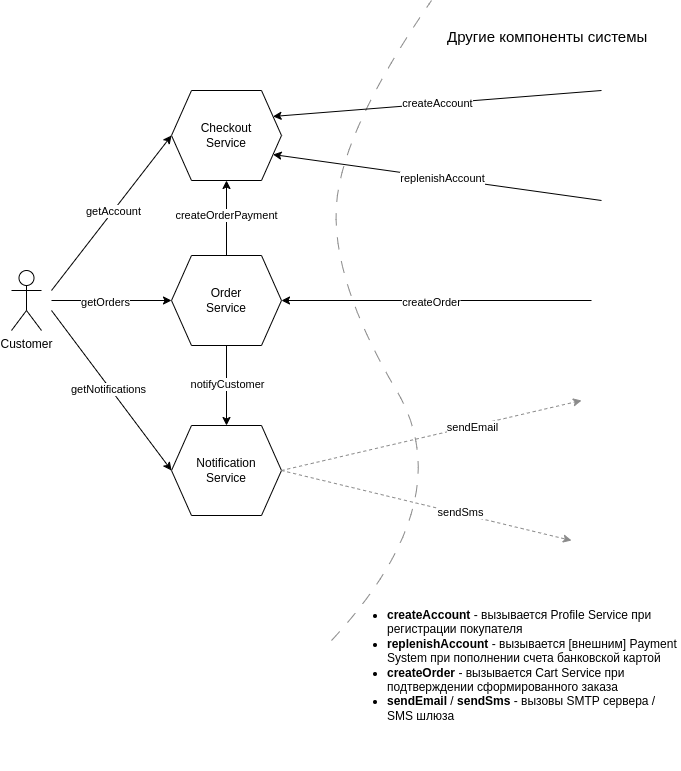 Другие компоненты системы
createAccount
Checkout
Service
replenishAccount
getAccount
createOrderPayment
Order
Service
getOrders
createOrder
Customer
notifyCustomer
getNotifications
sendEmail
Notification
Service
sendSms
• createAccount - вызывается Profile Service при
регистрации покупателя
• replenishAccount - вызывается [внешним] Payment
System при пополнении счета банковской картой
• createOrder - вызывается Cart Service при
подтверждении сформированного заказа
• sendEmail / sendSms - вызовы SMTP сервера /
SMS шлюза